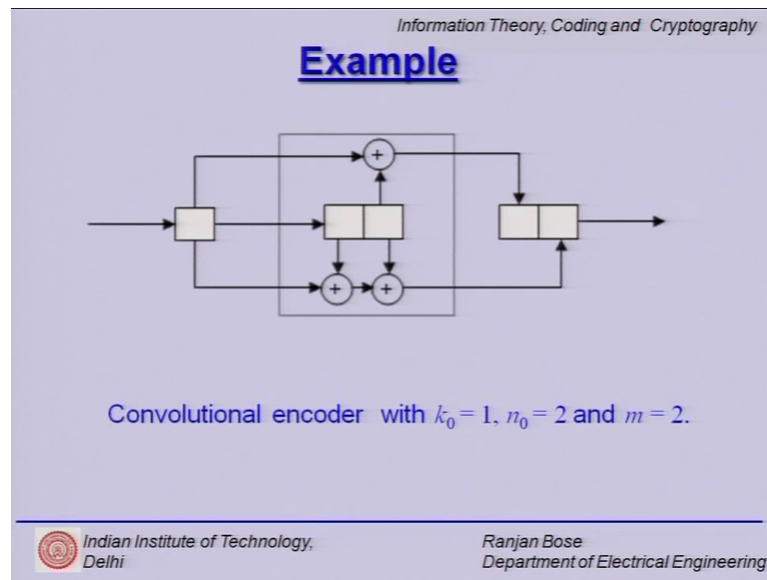 Information Theory, Coding and Cryptography
Example
+
+ +
Convolutional encoder with k₀ = 1, n₀ = 2 and m = 2.
Indian Institute of Technology,
Delhi
Ranjan Bose
Department of Electrical Engineering